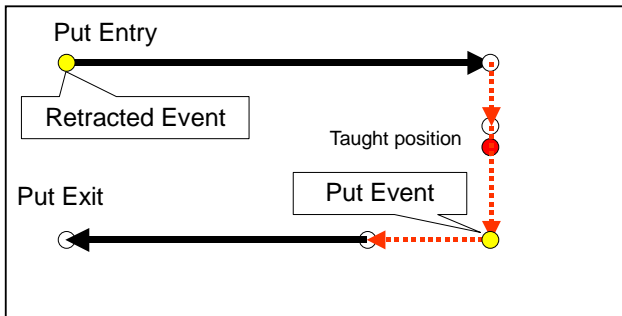 Put Entry
Retracted Event
Taught position
Put Event
Put Exit